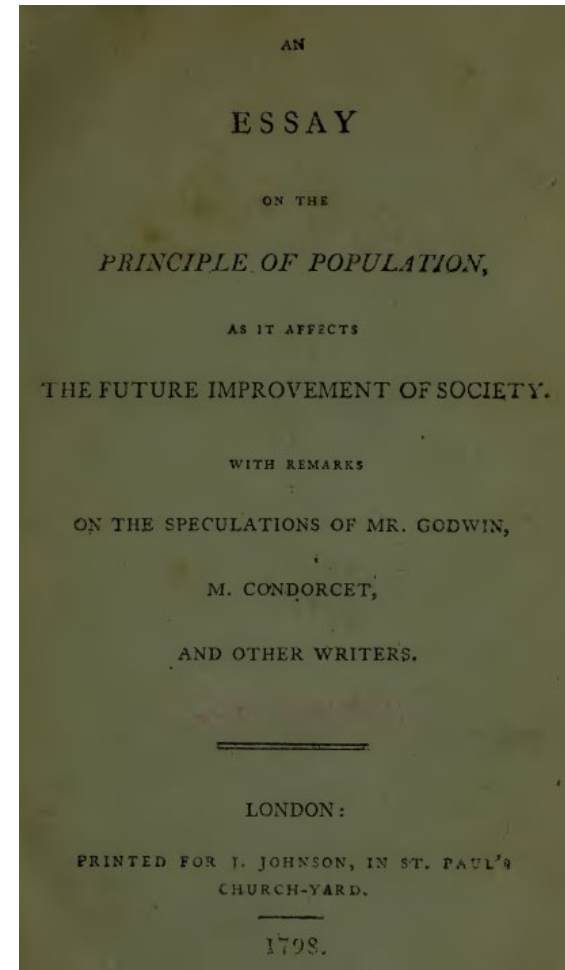 AN
ESSAY
ON THE
PRINCIPLE OF POPULATION,
AS IT AFFECTS
THE FUTURE IMPROVEMENT OF SOCIETY.
WITH REMARKS
ON THE SPECULATIONS OF MR. GODWIN,
M. CONDORCET,
AND OTHER WRITERS.
LONDON:
PRINTED FOR J. JOHNSON, IN ST. PAUL'S
CHURCH-YARD.
1798.